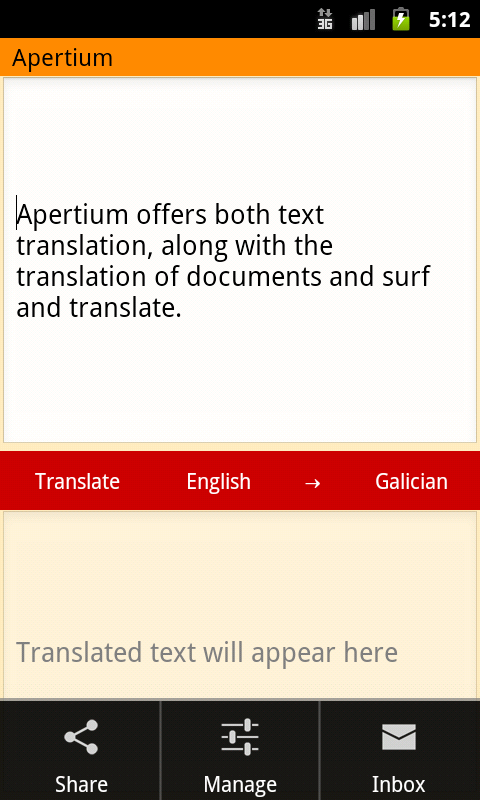 3G 5:12
Apertium
Apertium offers both text
translation, along with the
translation of documents and surf
and translate.
Translate English → Galician
Translated text will appear here
Share Manage Inbox